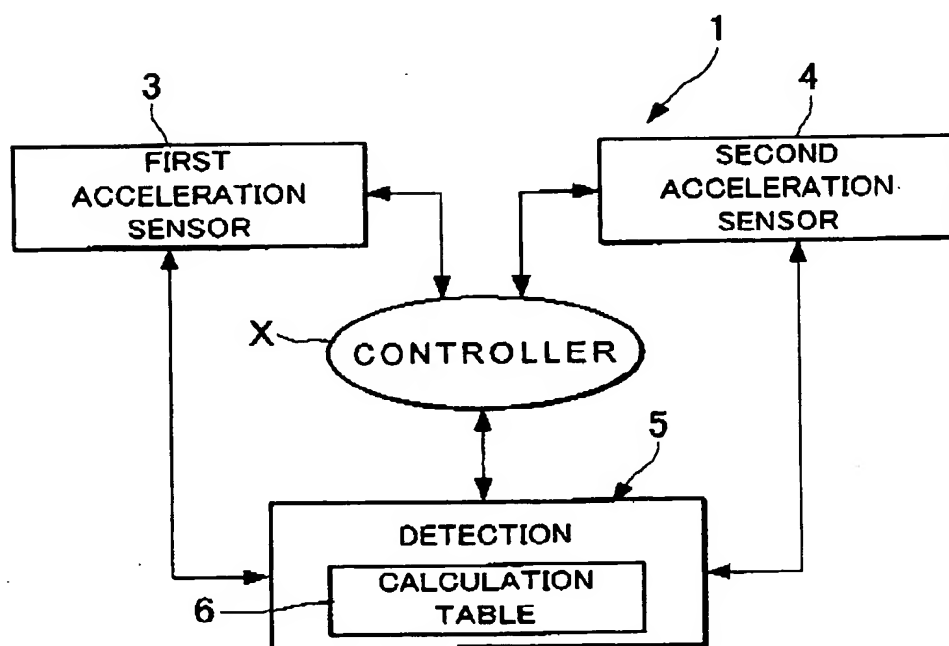 1
3
4
FIRST
ACCELERATION
SENSOR
SECOND
ACCELERATION
SENSOR
X
CONTROLLER
5
DETECTION
6
CALCULATION
TABLE